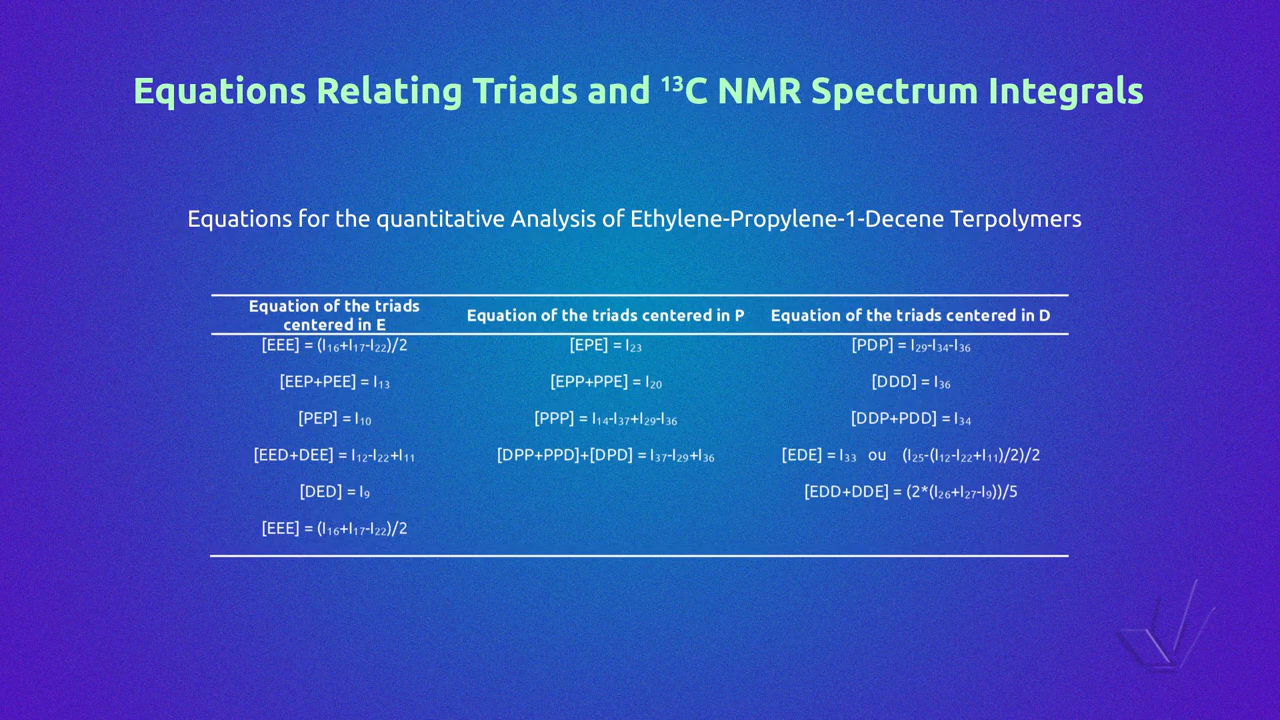 Equations Relating Triads and ¹³C NMR Spectrum Integrals
Equations for the quantitative Analysis of Ethylene-Propylene-1-Decene Terpolymers
Equation of the triads
centered in E
Equation of the triads centered in P
Equation of the triads centered in D
[EEE] = (I₁₆+I₁₇-I₂₂)/2
[EPE] = I₂₃
[PDP] = I₂₉-I₃₄-I₃₆
[EEP+PEE] = I₁₃
[EPP+PPE] = I₂₀
[DDD] = I₃₆
[PEP] = I₁₀
[PPP] = I₁₄-I₃₇+I₂₉-I₃₆
[DDP+PDD] = I₃₄
[EED+DEE] = I₁₂-I₂₂+I₁₁
[DPP+PPD]+[DPD] = I₃₇-I₂₉+I₃₆
[EDE] = I₃₃ ou (I₂₅-(I₁₂-I₂₂+I₁₁)/2)/2
[DED] = I₉
[EDD+DDE] = (2*(I₂₆+I₂₇-I₉))/5
[EEE] = (I₁₆+I₁₇-I₂₂)/2